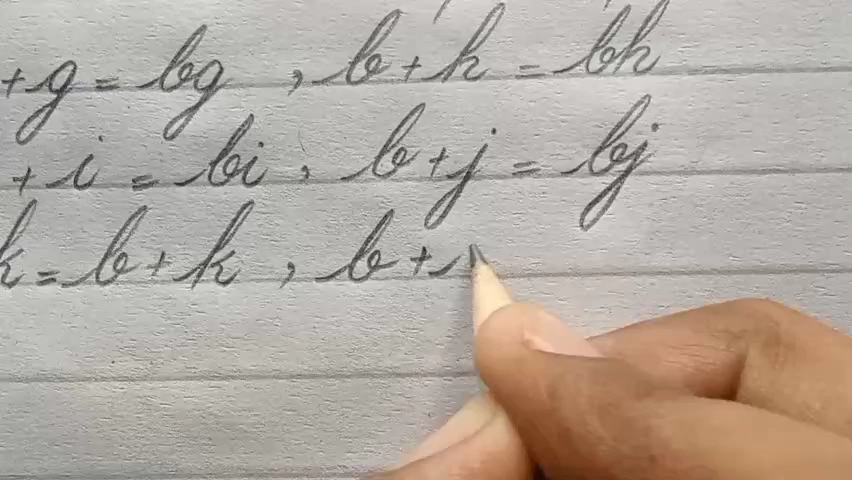 + g = bg , b + h = bh
+ i = bi , b + j = bj
k = b + k , b +